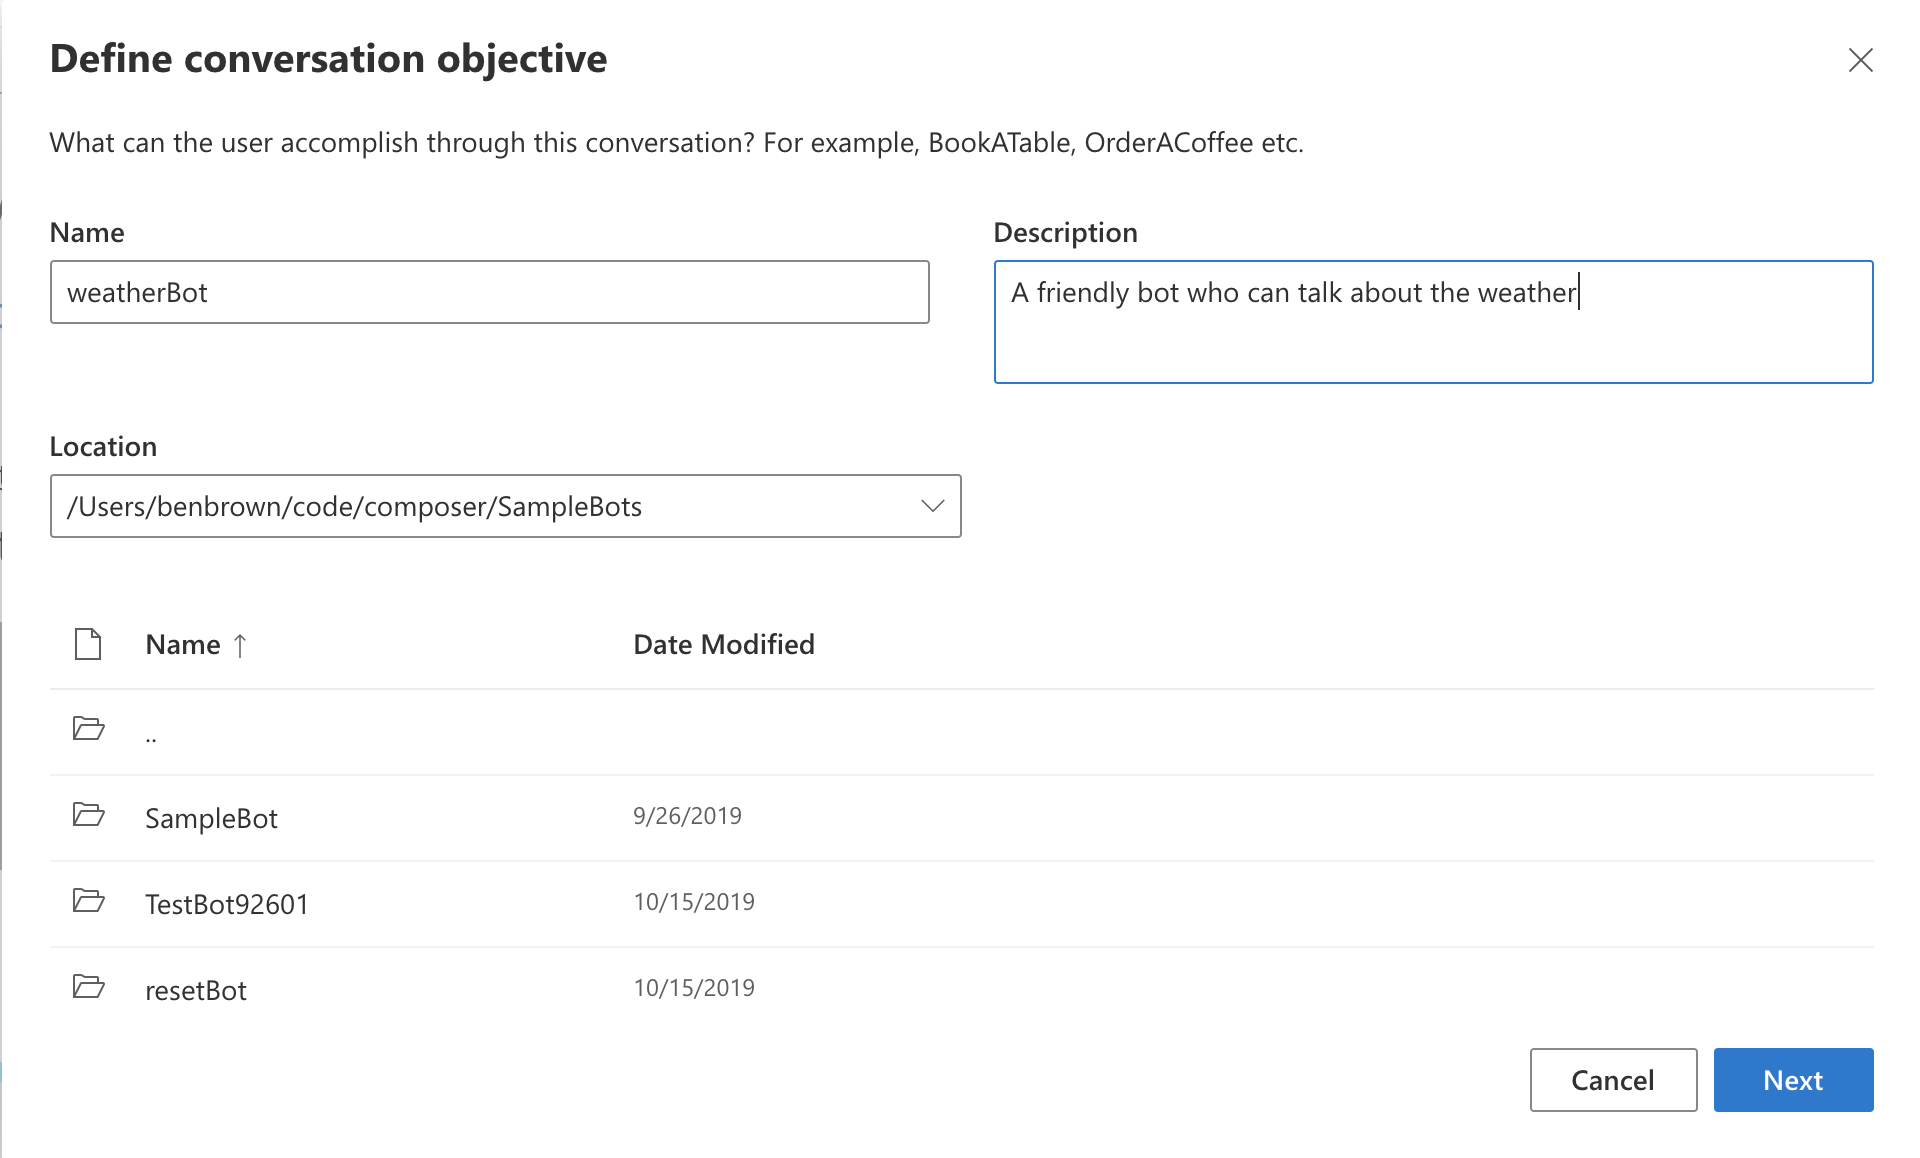 Define conversation objective
What can the user accomplish through this conversation? For example, BookATable, OrderACoffee etc.
Name
weatherBot
Description
A friendly bot who can talk about the weather
Location
/Users/benbrown/code/composer/SampleBots
Name ↑ Date Modified
..
SampleBot 9/26/2019
TestBot92601 10/15/2019
resetBot 10/15/2019
Cancel Next